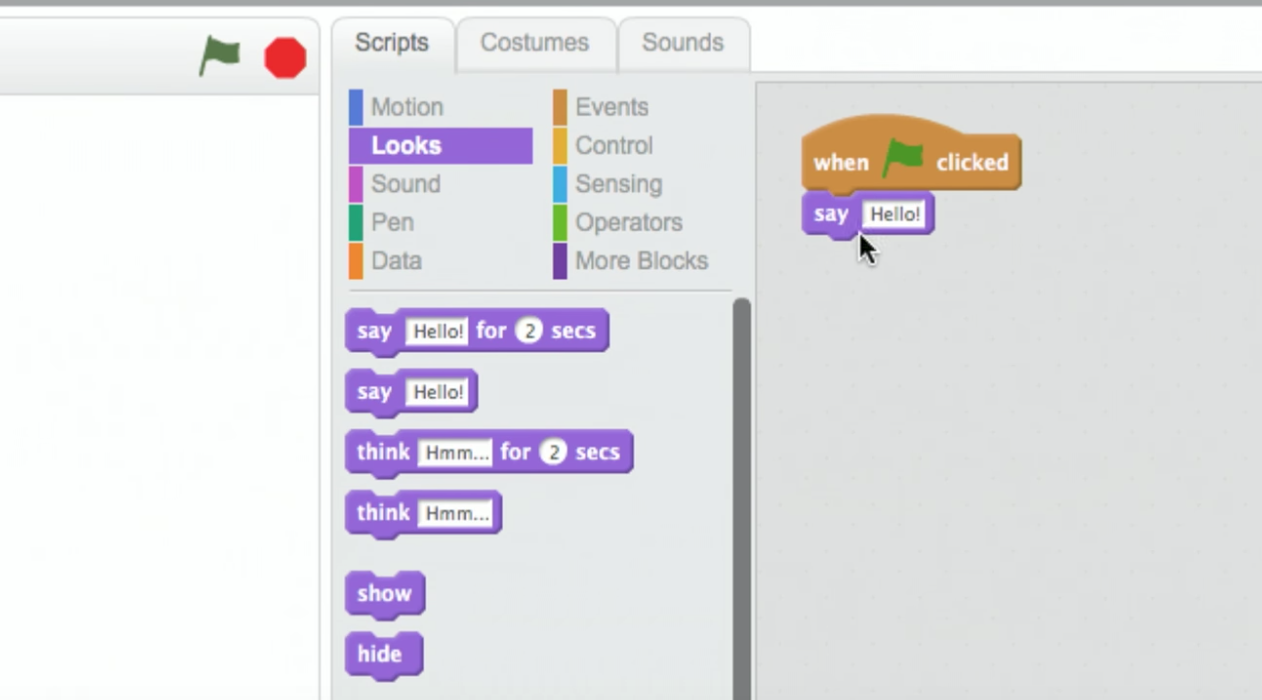 Scripts Costumes Sounds
Motion
Looks
Sound
Pen
Data
Events
Control
Sensing
Operators
More Blocks
say Hello! for 2 secs
say Hello!
think Hmm... for 2 secs
think Hmm...
show
hide
when clicked
say Hello!